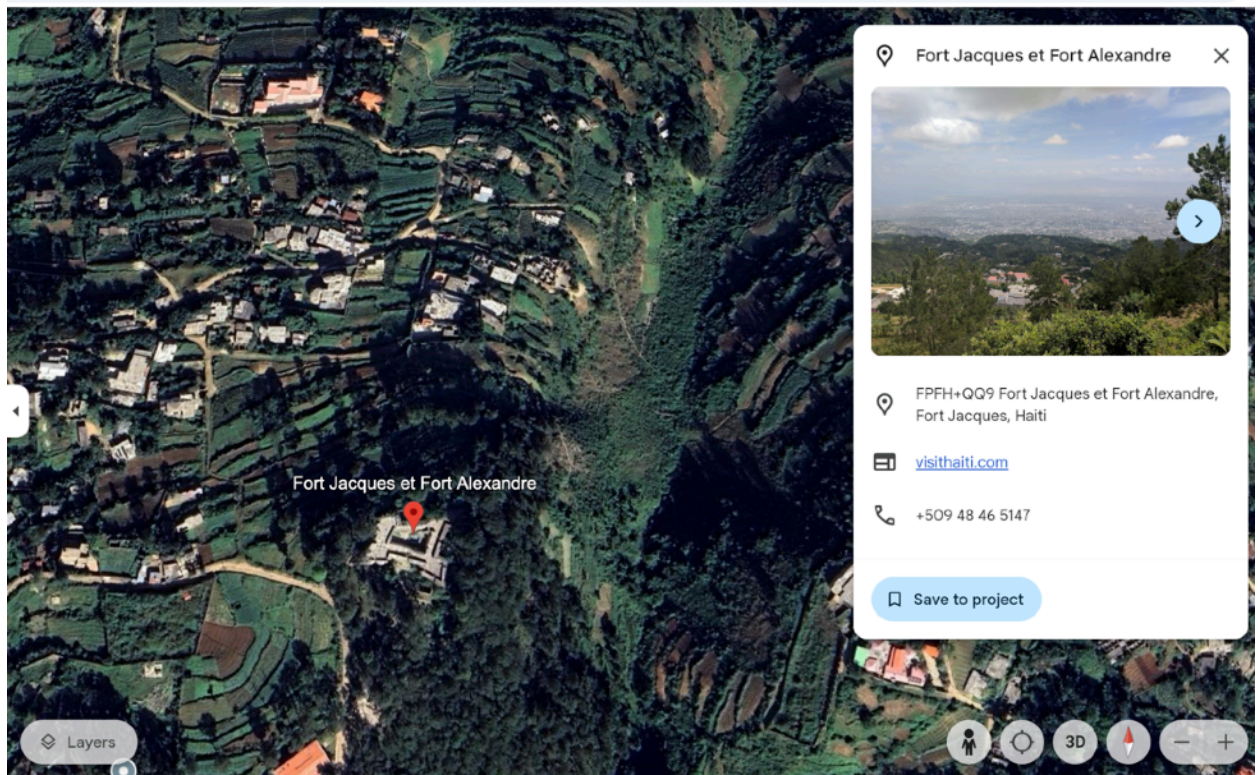 Fort Jacques et Fort Alexandre
Fort Jacques et Fort Alexandre
FPFH+QQ9 Fort Jacques et Fort Alexandre,
Fort Jacques, Haiti
visithaiti.com
+509 48 46 5147
Save to project
Layers
3D